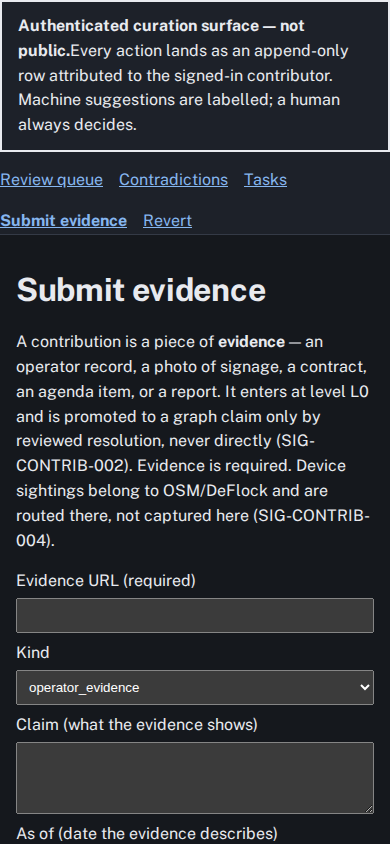 Authenticated curation surface — not
public.Every action lands as an append-only
row attributed to the signed-in contributor.
Machine suggestions are labelled; a human
always decides.
Review queue Contradictions Tasks
Submit evidence Revert
Submit evidence
A contribution is a piece of evidence — an
operator record, a photo of signage, a contract,
an agenda item, or a report. It enters at level L0
and is promoted to a graph claim only by
reviewed resolution, never directly (SIG-
CONTRIB-002). Evidence is required. Device
sightings belong to OSM/DeFlock and are
routed there, not captured here (SIG-CONTRIB-
004).
Evidence URL (required)
Kind
operator_evidence
Claim (what the evidence shows)
As of (date the evidence describes)